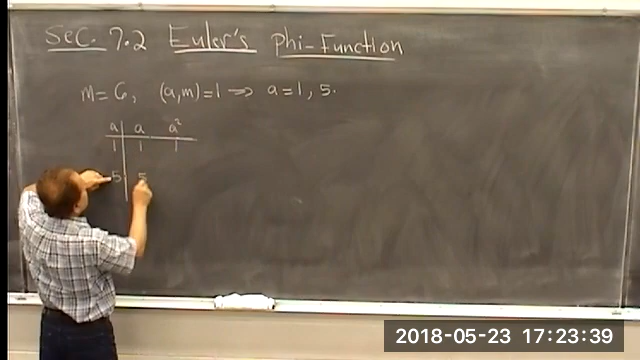 Sec. 7.2 Euler's Phi-Function
m=6, (a,m)=1 => a=1, 5.
a | a a²
1 | 1 1
5 | 5
2018-05-23 17:23:39